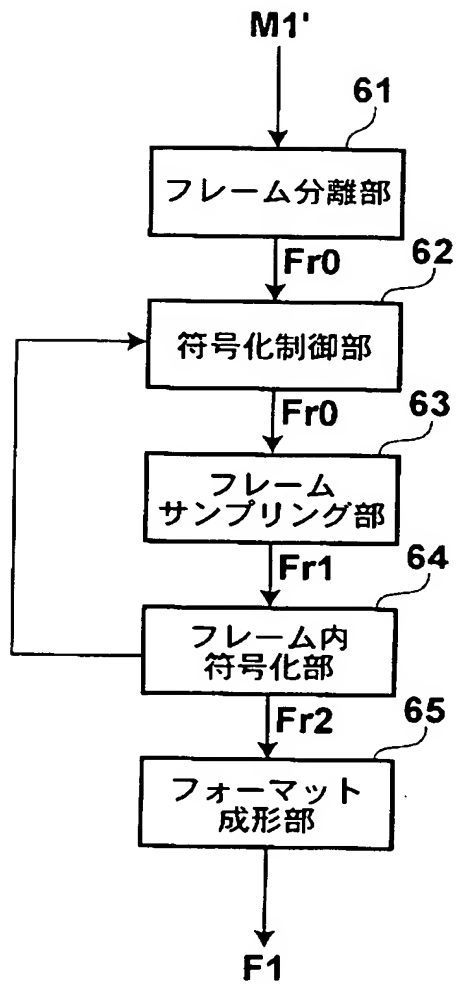 M1'
61
フレーム分離部
Fr0
62
符号化制御部
Fr0
63
フレーム
サンプリング部
Fr1
64
フレーム内
符号化部
Fr2
65
フォーマット
成形部
F1